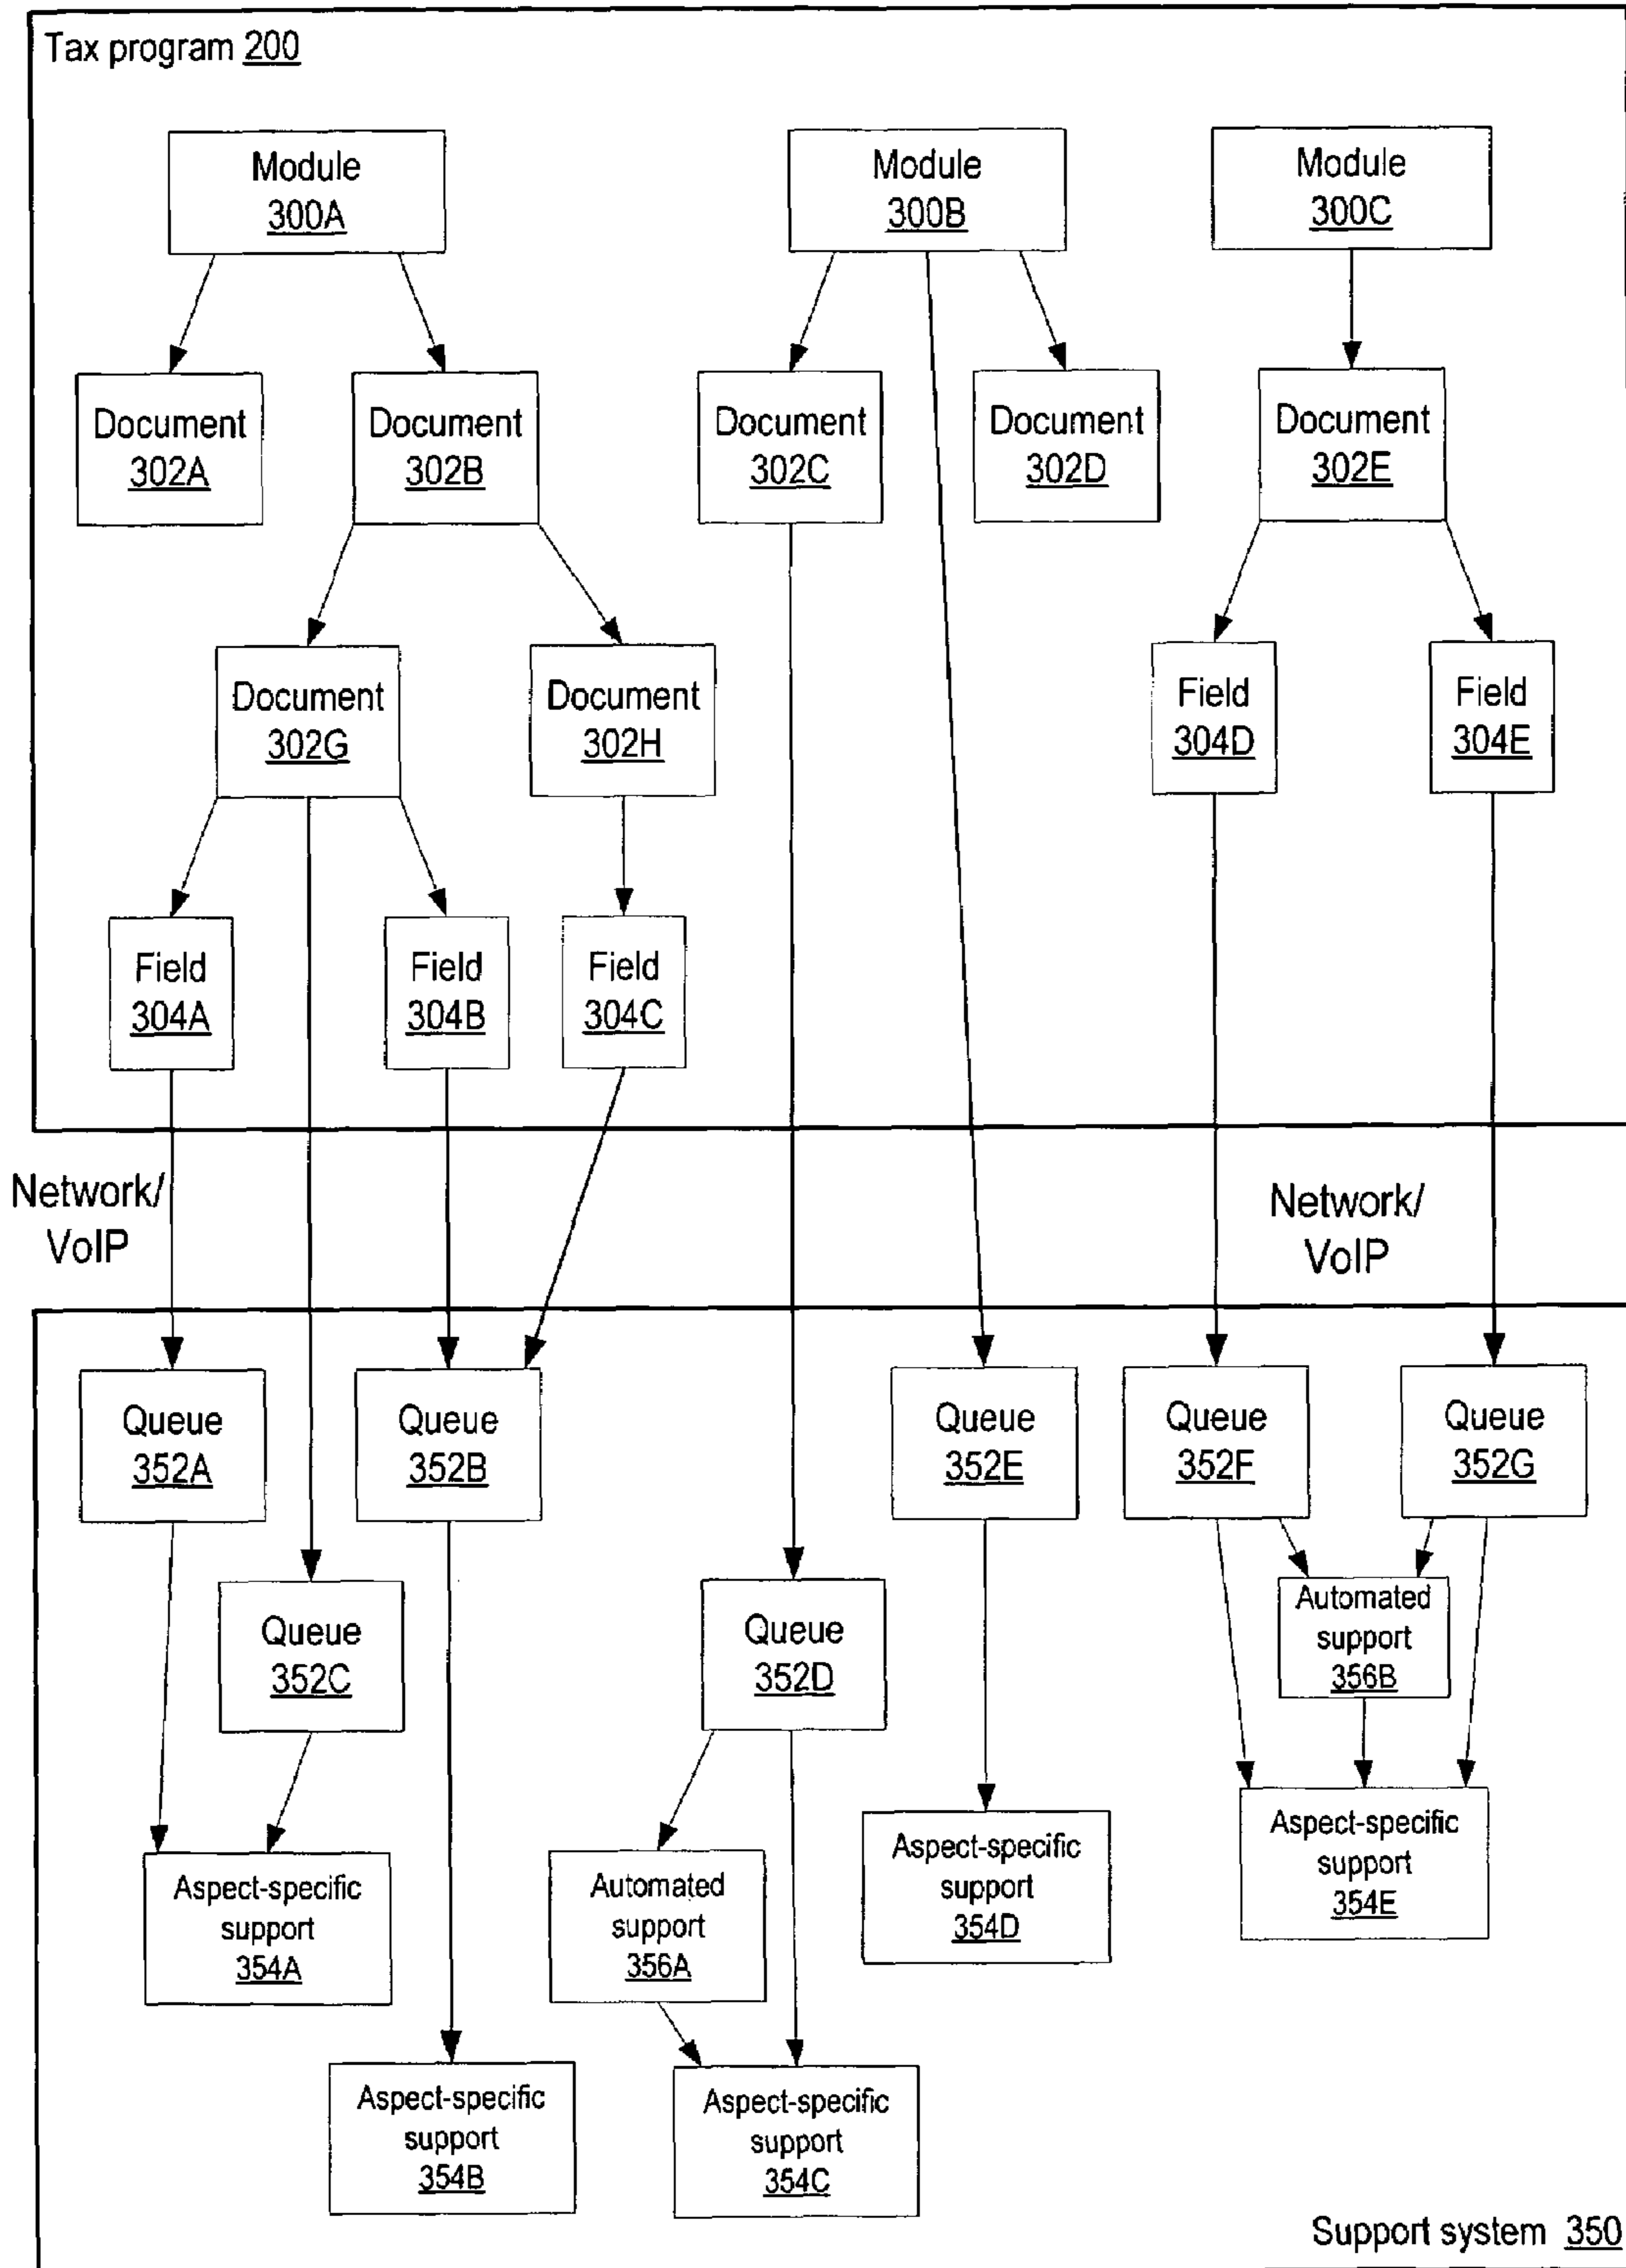 Tax program 200
Module
300A
Module
300B
Module
300C
Document
302A
Document
302B
Document
302C
Document
302D
Document
302E
Document
302G
Document
302H
Field
304D
Field
304E
Field
304A
Field
304B
Field
304C
Network/
VoIP
Network/
VoIP
Queue
352A
Queue
352B
Queue
352E
Queue
352F
Queue
352G
Queue
352C
Queue
352D
Automated
support
356B
Aspect-specific
support
354A
Automated
support
356A
Aspect-specific
support
354D
Aspect-specific
support
354E
Aspect-specific
support
354B
Aspect-specific
support
354C
Support system 350